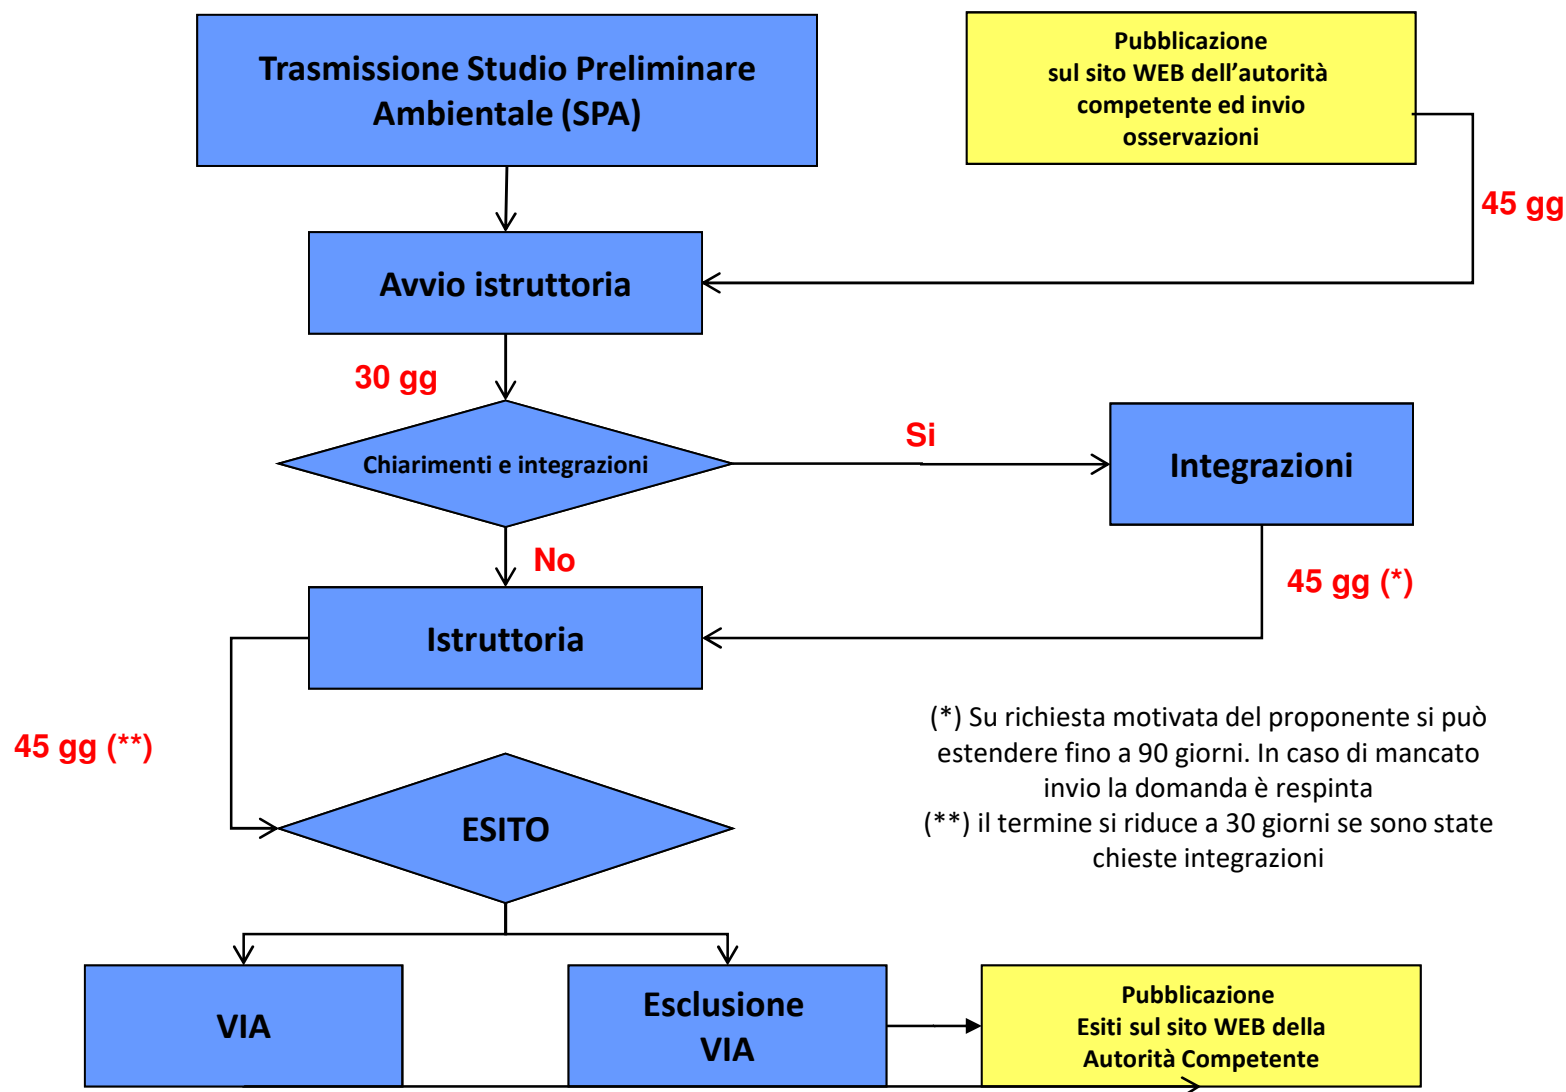 Trasmissione Studio Preliminare
Ambientale (SPA)
Pubblicazione
sul sito WEB dell'autorità
competente ed invio
osservazioni
45 gg
Avvio istruttoria
30 gg
Chiarimenti e integrazioni
Si
Integrazioni
No
45 gg (*)
Istruttoria
45 gg (**)
(*) Su richiesta motivata del proponente si può
estendere fino a 90 giorni. In caso di mancato
invio la domanda è respinta
(**) il termine si riduce a 30 giorni se sono state
chieste integrazioni
ESITO
VIA
Esclusione
VIA
Pubblicazione
Esiti sul sito WEB della
Autorità Competente